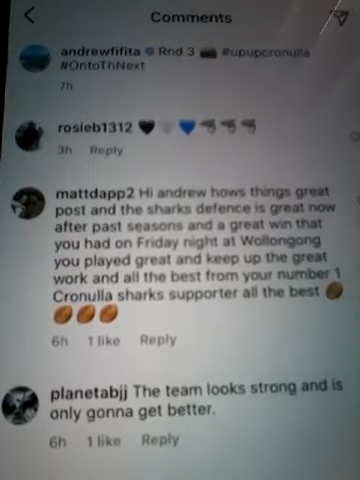 Comments
andrewfifita Rnd 3 #upupcronulla
#OntoThNext
7h
rosieb1312 🖤🤍💙🦈🦈🦈
3h Reply
mattdapp2 Hi andrew hows things great
post and the sharks defence is great now
after past seasons and a great win that
you had on Friday night at Wollongong
you played great and keep up the great
work and all the best from your number 1
Cronulla sharks supporter all the best 🏉
🏉🏉🏉
6h 1 like Reply
planetabjj The team looks strong and is
only gonna get better.
6h 1 like Reply